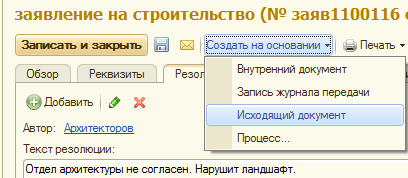 заявление на строительство (№ заяв1100116
Записать и закрыть Создать на основании Печать
Внутренний документ
Запись журнала передачи
Исходящий документ
Процесс...
Обзор Реквизиты
Добавить
Автор: Архитекторов
Текст резолюции:
Отдел архитектуры не согласен. Нарушит ландшафт.